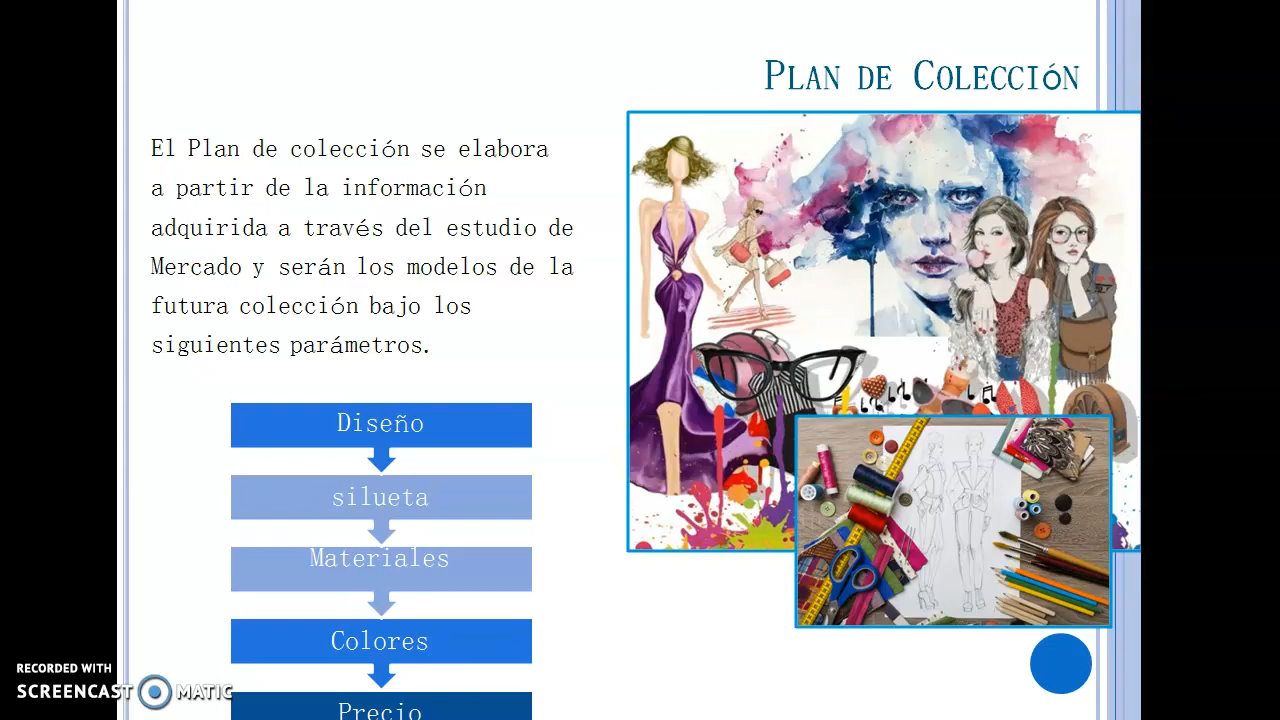 PLAN DE COLECCIÓN
El Plan de colección se elabora
a partir de la información
adquirida a través del estudio de
Mercado y serán los modelos de la
futura colección bajo los
siguientes parámetros.
Diseño
silueta
Materiales
Colores
Precio
RECORDED WITH
SCREENCAST MATIC